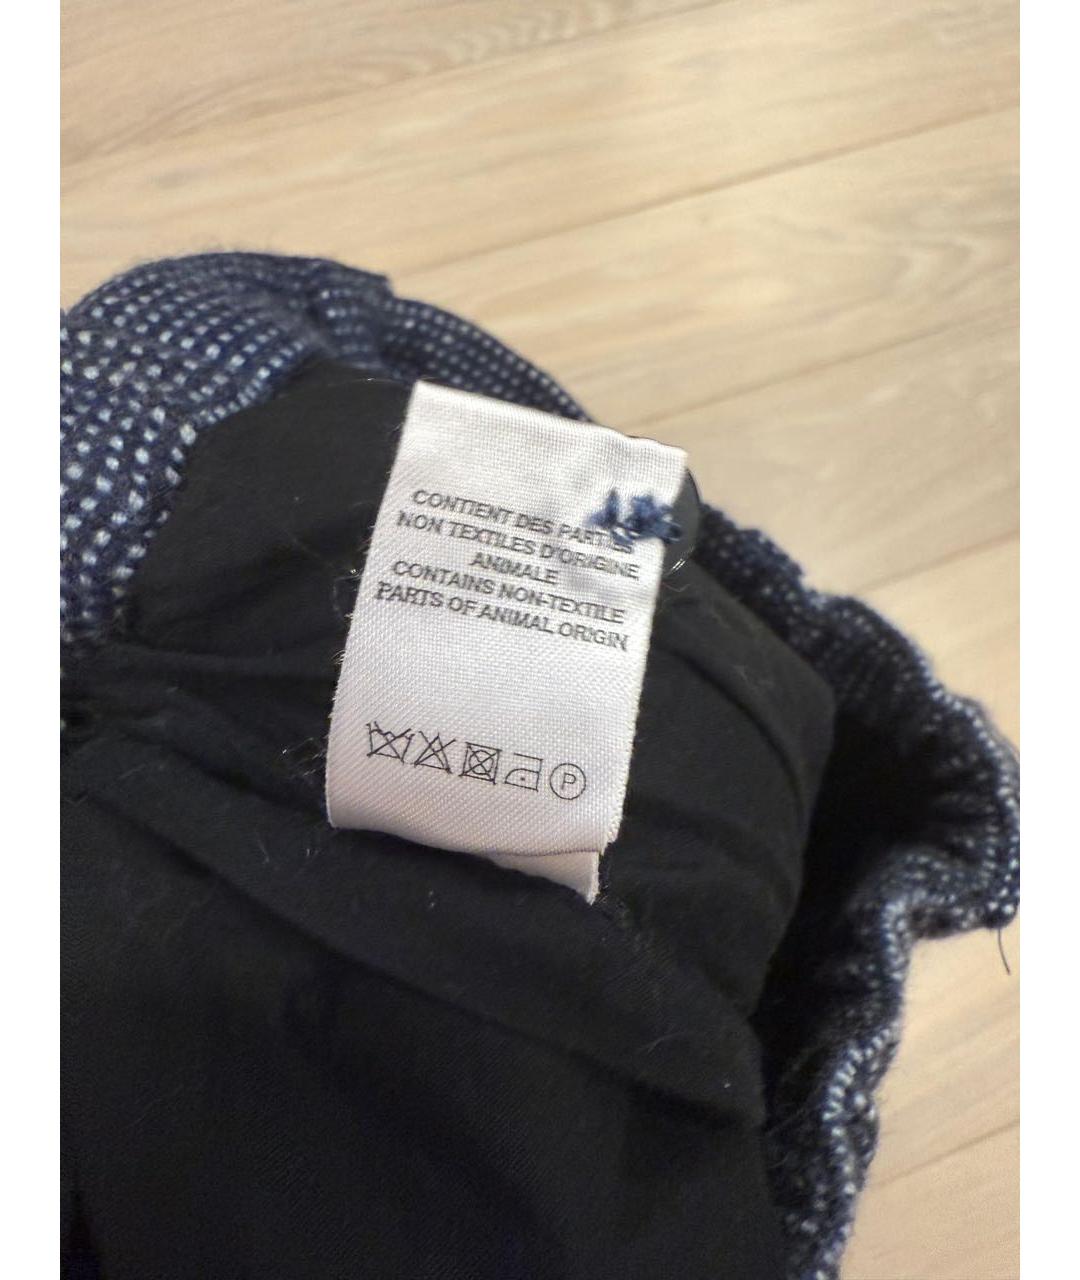 CONTIENT DES PARTIES
NON TEXTILES D'ORIGINE
ANIMALE
CONTAINS NON-TEXTILE
PARTS OF ANIMAL ORIGIN
P